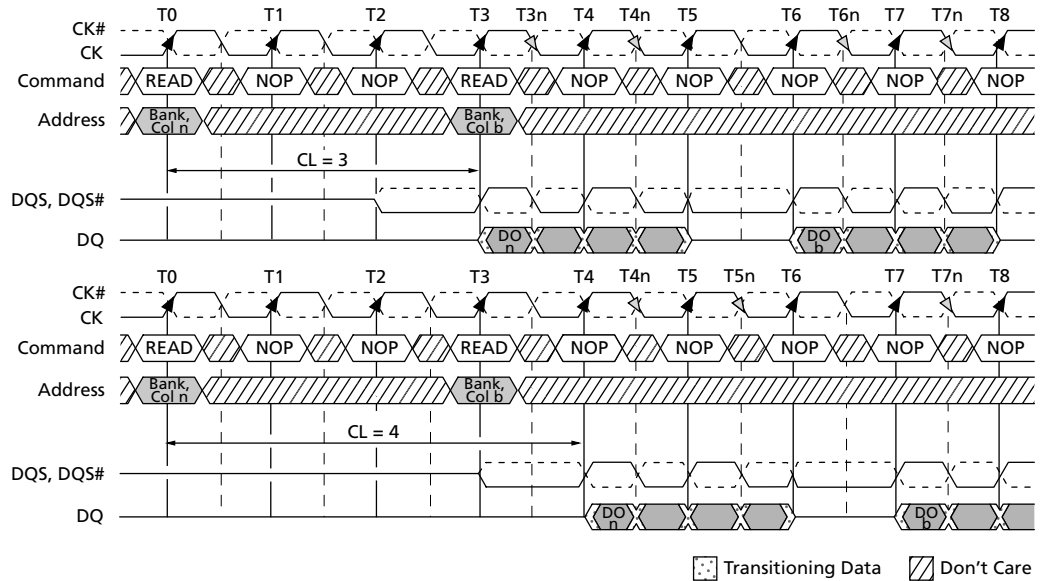 T0 T1 T2 T3 T3n T4 T4n T5 T6 T6n T7 T7n T8
CK#
CK
Command READ NOP NOP READ NOP NOP NOP NOP NOP
Address Bank, Col n Bank, Col b
CL = 3
DQS, DQS#
DQ DO n DO b
T0 T1 T2 T3 T4 T4n T5 T5n T6 T7 T7n T8
CK#
CK
Command READ NOP NOP READ NOP NOP NOP NOP NOP
Address Bank, Col n Bank, Col b
CL = 4
DQS, DQS#
DQ DO n DO b
Transitioning Data Don't Care